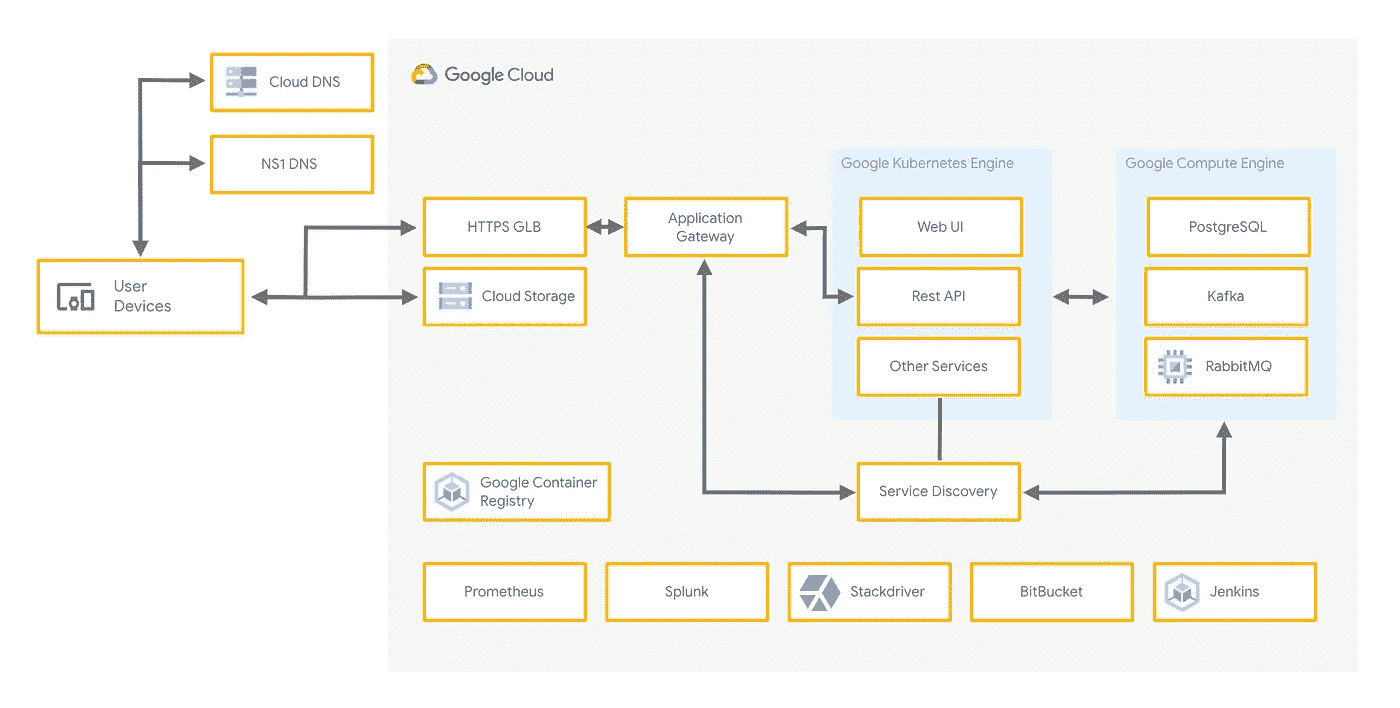 Cloud DNS
Google Cloud
NS1 DNS
Google Kubernetes Engine
Google Compute Engine
HTTPS GLB
Application
Gateway
Web UI
PostgreSQL
User
Devices
Cloud Storage
Rest API
Kafka
Other Services
RabbitMQ
Google Container
Registry
Service Discovery
Prometheus
Splunk
Stackdriver
BitBucket
Jenkins